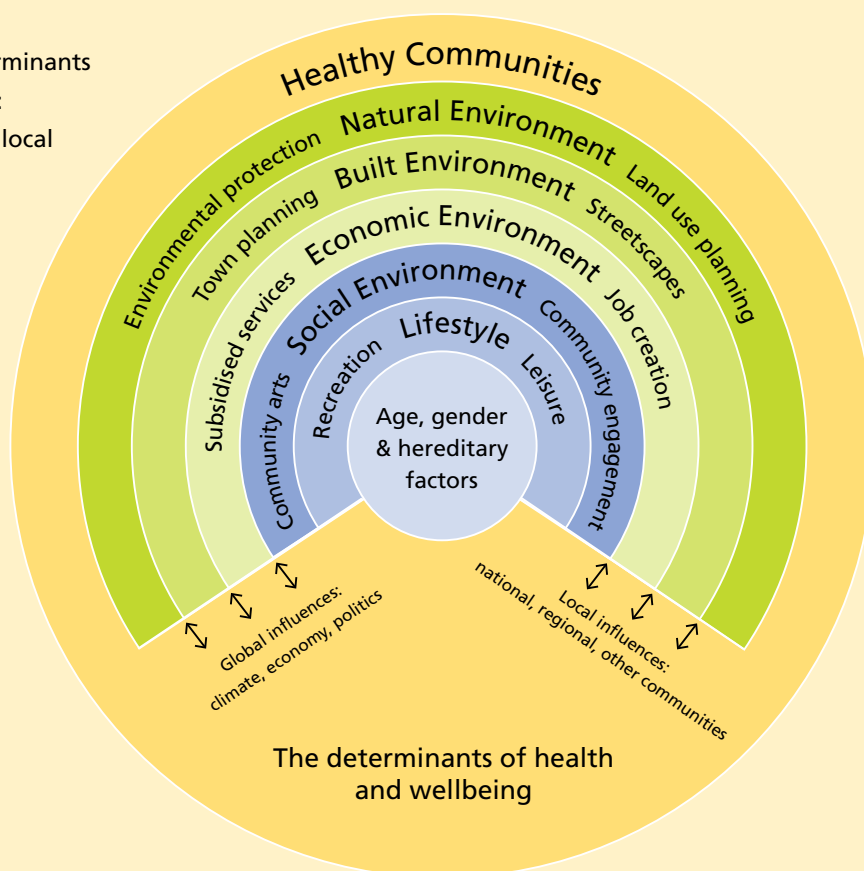 local
Healthy Communities
Environmental protection Natural Environment Land use planning
Town planning Built Environment Streetscapes
Subsidised services Economic Environment Job creation
Community arts Social Environment Community engagement
Recreation Lifestyle Leisure
Age, gender
& hereditary
factors
Global influences:
climate, economy, politics
Local influences:
national, regional, other communities
The determinants of health
and wellbeing